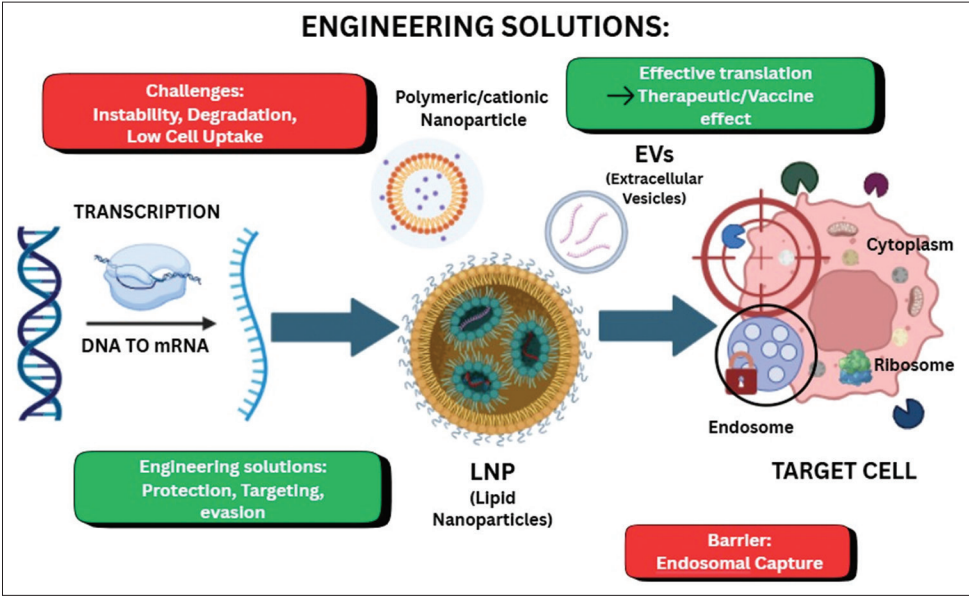 ENGINEERING SOLUTIONS:
Challenges:
Instability, Degradation,
Low Cell Uptake
Polymeric/cationic
Nanoparticle
Effective translation
→ Therapeutic/Vaccine
effect
EVs
(Extracellular
Vesicles)
TRANSCRIPTION
DNA TO mRNA
Cytoplasm
Ribosome
Endosome
Engineering solutions:
Protection, Targeting,
evasion
LNP
(Lipid
Nanoparticles)
TARGET CELL
Barrier:
Endosomal Capture